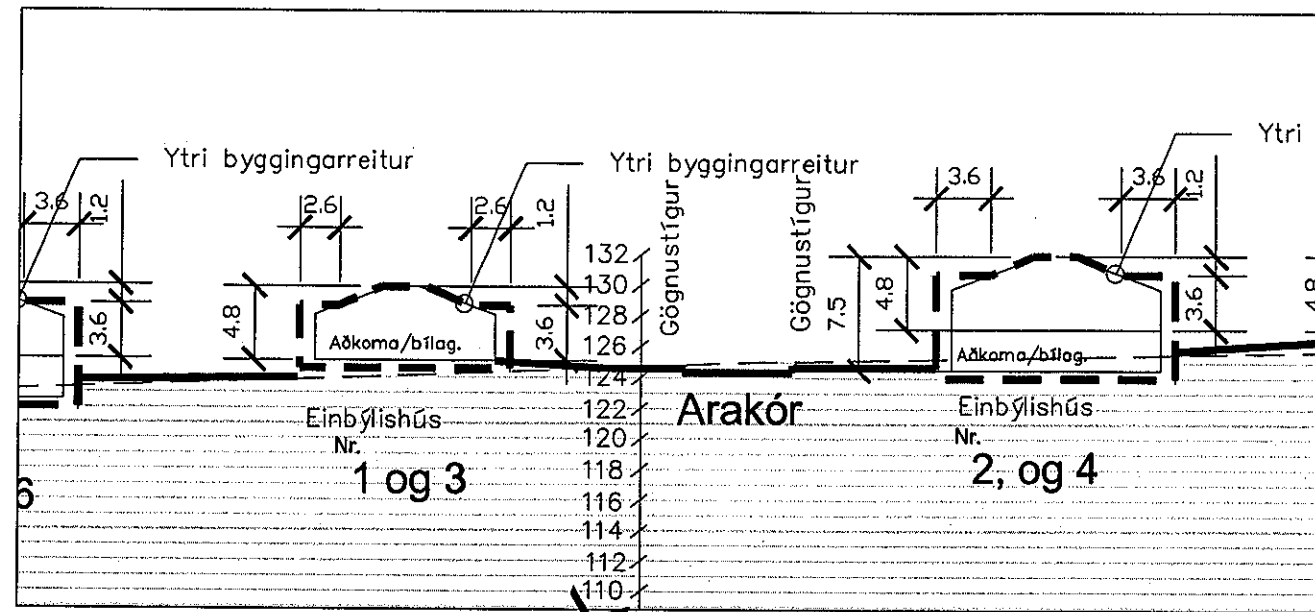 Ytri byggingarreitur
Ytri byggingarreitur
Ytri
3.6
1.2
2.6
2.6
1.2
3.6
3.6
1.2
Gögnustígur
Gögnustígur
132
130
128
126
124
122
120
118
116
114
112
110
3.6
4.8
3.6
7.5
4.8
3.6
4.8
Aðkoma/bílag.
Aðkoma/bílag.
Arakór
Einbýlishús
Nr.
1 og 3
Einbýlishús
Nr.
2, og 4
6